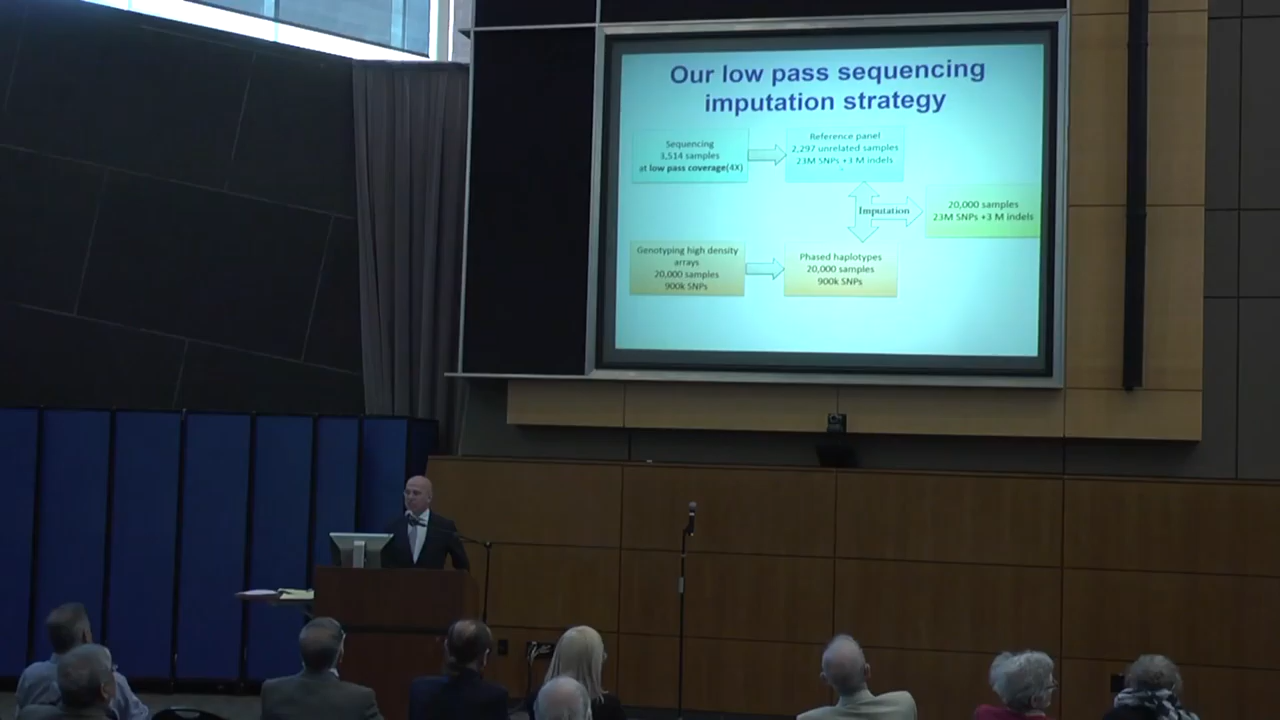 Our low pass sequencing
imputation strategy
Sequencing
3,514 samples
at low pass coverage(4X)
Reference panel
2,297 unrelated samples
23M SNPs +3 M indels
Imputation
20,000 samples
23M SNPs +3 M indels
Genotyping high density
arrays
20,000 samples
900k SNPs
Phased haplotypes
20,000 samples
900k SNPs